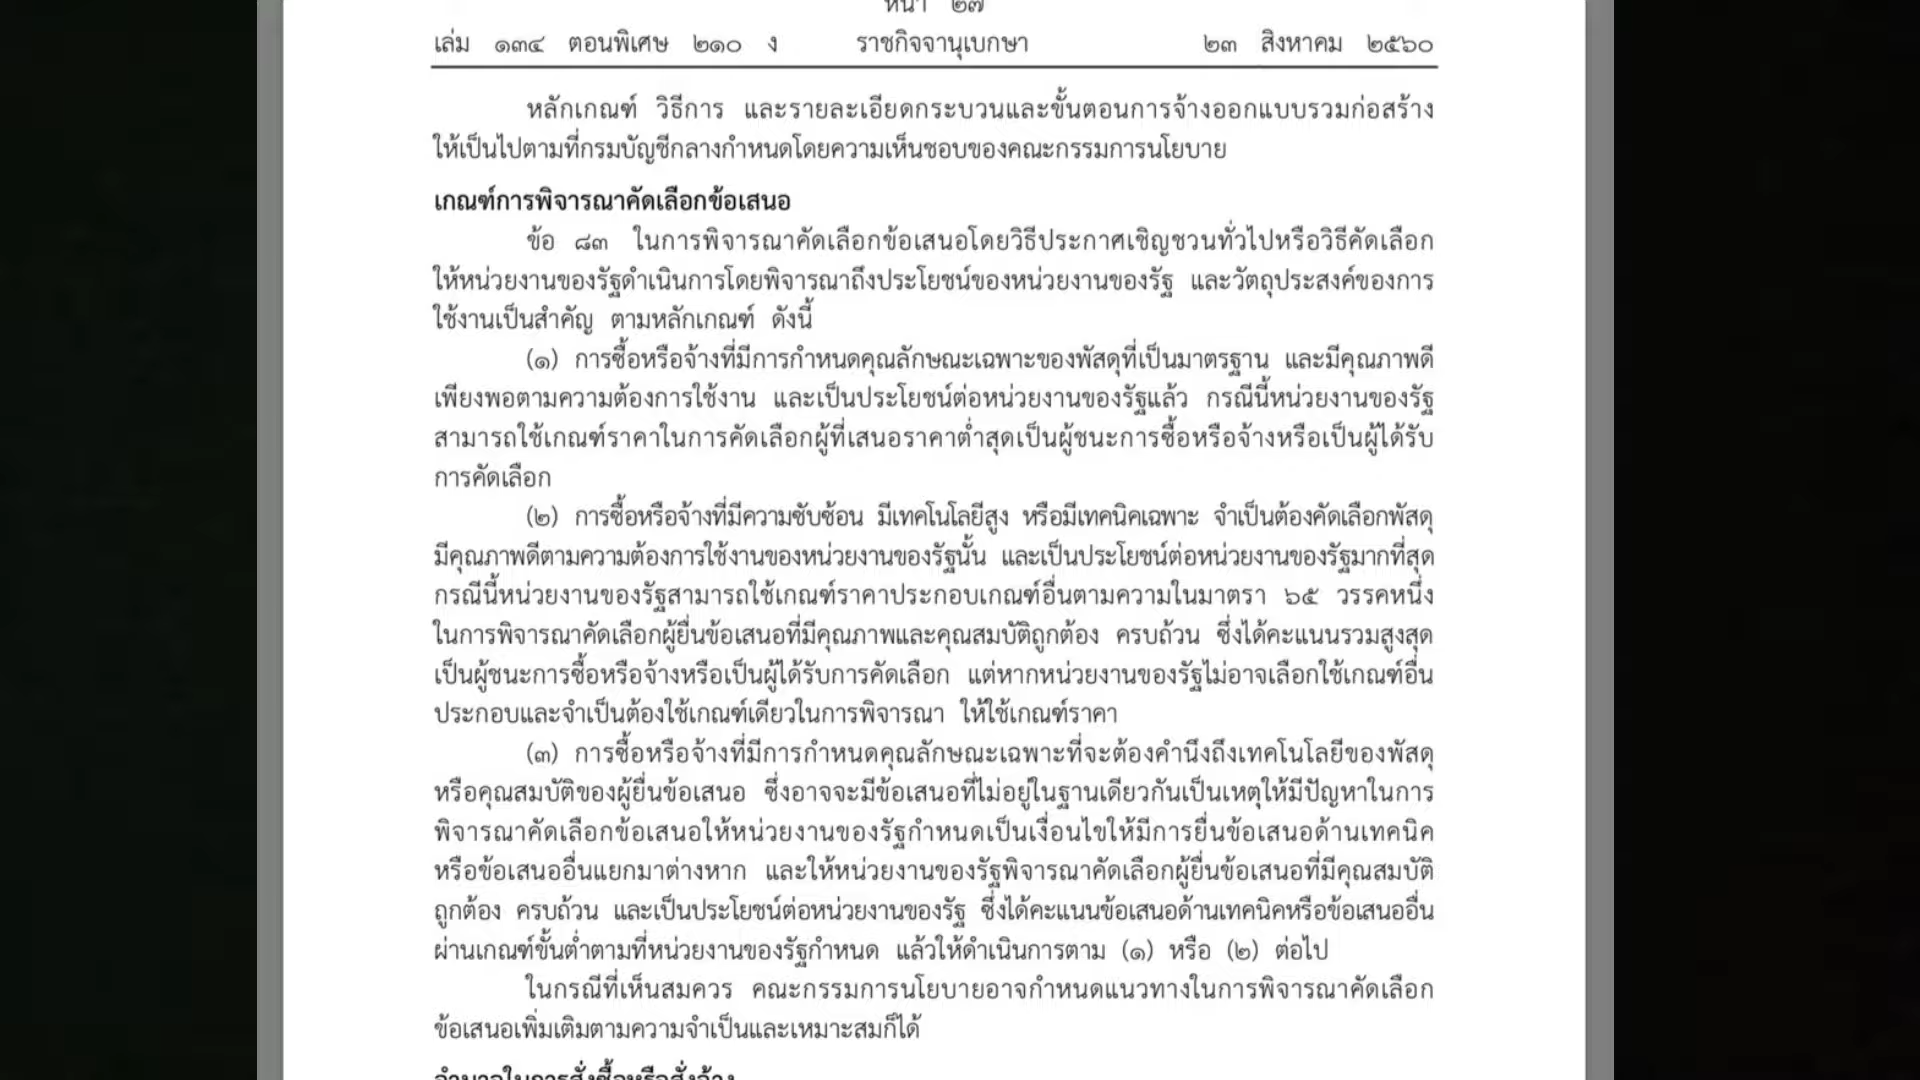 หน้า ๒๗
เล่ม ๑๓๔ ตอนพิเศษ ๒๑๐ ง ราชกิจจานุเบกษา ๒๓ สิงหาคม ๒๕๖๐
หลักเกณฑ์ วิธีการ และรายละเอียดกระบวนและขั้นตอนการจ้างออกแบบรวมก่อสร้าง
ให้เป็นไปตามที่กรมบัญชีกลางกำหนดโดยความเห็นชอบของคณะกรรมการนโยบาย
เกณฑ์การพิจารณาคัดเลือกข้อเสนอ
ข้อ ๘๓ ในการพิจารณาคัดเลือกข้อเสนอโดยวิธีประกาศเชิญชวนทั่วไปหรือวิธีคัดเลือก
ให้หน่วยงานของรัฐดำเนินการโดยพิจารณาถึงประโยชน์ของหน่วยงานของรัฐ และวัตถุประสงค์ของการ
ใช้งานเป็นสำคัญ ตามหลักเกณฑ์ ดังนี้
(๑) การซื้อหรือจ้างที่มีการกำหนดคุณลักษณะเฉพาะของพัสดุที่เป็นมาตรฐาน และมีคุณภาพดี
เพียงพอตามความต้องการใช้งาน และเป็นประโยชน์ต่อหน่วยงานของรัฐแล้ว กรณีนี้หน่วยงานของรัฐ
สามารถใช้เกณฑ์ราคาในการคัดเลือกผู้ที่เสนอราคาต่ำสุดเป็นผู้ชนะการซื้อหรือจ้างหรือเป็นผู้ได้รับ
การคัดเลือก
(๒) การซื้อหรือจ้างที่มีความซับซ้อน มีเทคโนโลยีสูง หรือมีเทคนิคเฉพาะ จำเป็นต้องคัดเลือกพัสดุ
มีคุณภาพดีตามความต้องการใช้งานของหน่วยงานของรัฐนั้น และเป็นประโยชน์ต่อหน่วยงานของรัฐมากที่สุด
กรณีนี้หน่วยงานของรัฐสามารถใช้เกณฑ์ราคาประกอบเกณฑ์อื่นตามความในมาตรา ๖๕ วรรคหนึ่ง
ในการพิจารณาคัดเลือกผู้ยื่นข้อเสนอที่มีคุณภาพและคุณสมบัติถูกต้อง ครบถ้วน ซึ่งได้คะแนนรวมสูงสุด
เป็นผู้ชนะการซื้อหรือจ้างหรือเป็นผู้ได้รับการคัดเลือก แต่หากหน่วยงานของรัฐไม่อาจเลือกใช้เกณฑ์อื่น
ประกอบและจำเป็นต้องใช้เกณฑ์เดียวในการพิจารณา ให้ใช้เกณฑ์ราคา
(๓) การซื้อหรือจ้างที่มีการกำหนดคุณลักษณะเฉพาะที่จะต้องคำนึงถึงเทคโนโลยีของพัสดุ
หรือคุณสมบัติของผู้ยื่นข้อเสนอ ซึ่งอาจจะมีข้อเสนอที่ไม่อยู่ในฐานเดียวกันเป็นเหตุให้มีปัญหาในการ
พิจารณาคัดเลือกข้อเสนอให้หน่วยงานของรัฐกำหนดเป็นเงื่อนไขให้มีการยื่นข้อเสนอด้านเทคนิค
หรือข้อเสนออื่นแยกมาต่างหาก และให้หน่วยงานของรัฐพิจารณาคัดเลือกผู้ยื่นข้อเสนอที่มีคุณสมบัติ
ถูกต้อง ครบถ้วน และเป็นประโยชน์ต่อหน่วยงานของรัฐ ซึ่งได้คะแนนข้อเสนอด้านเทคนิคหรือข้อเสนออื่น
ผ่านเกณฑ์ขั้นต่ำตามที่หน่วยงานของรัฐกำหนด แล้วให้ดำเนินการตาม (๑) หรือ (๒) ต่อไป
ในกรณีที่เห็นสมควร คณะกรรมการนโยบายอาจกำหนดแนวทางในการพิจารณาคัดเลือก
ข้อเสนอเพิ่มเติมตามความจำเป็นและเหมาะสมก็ได้
อำนาจในการสั่งซื้อหรือสั่งจ้าง